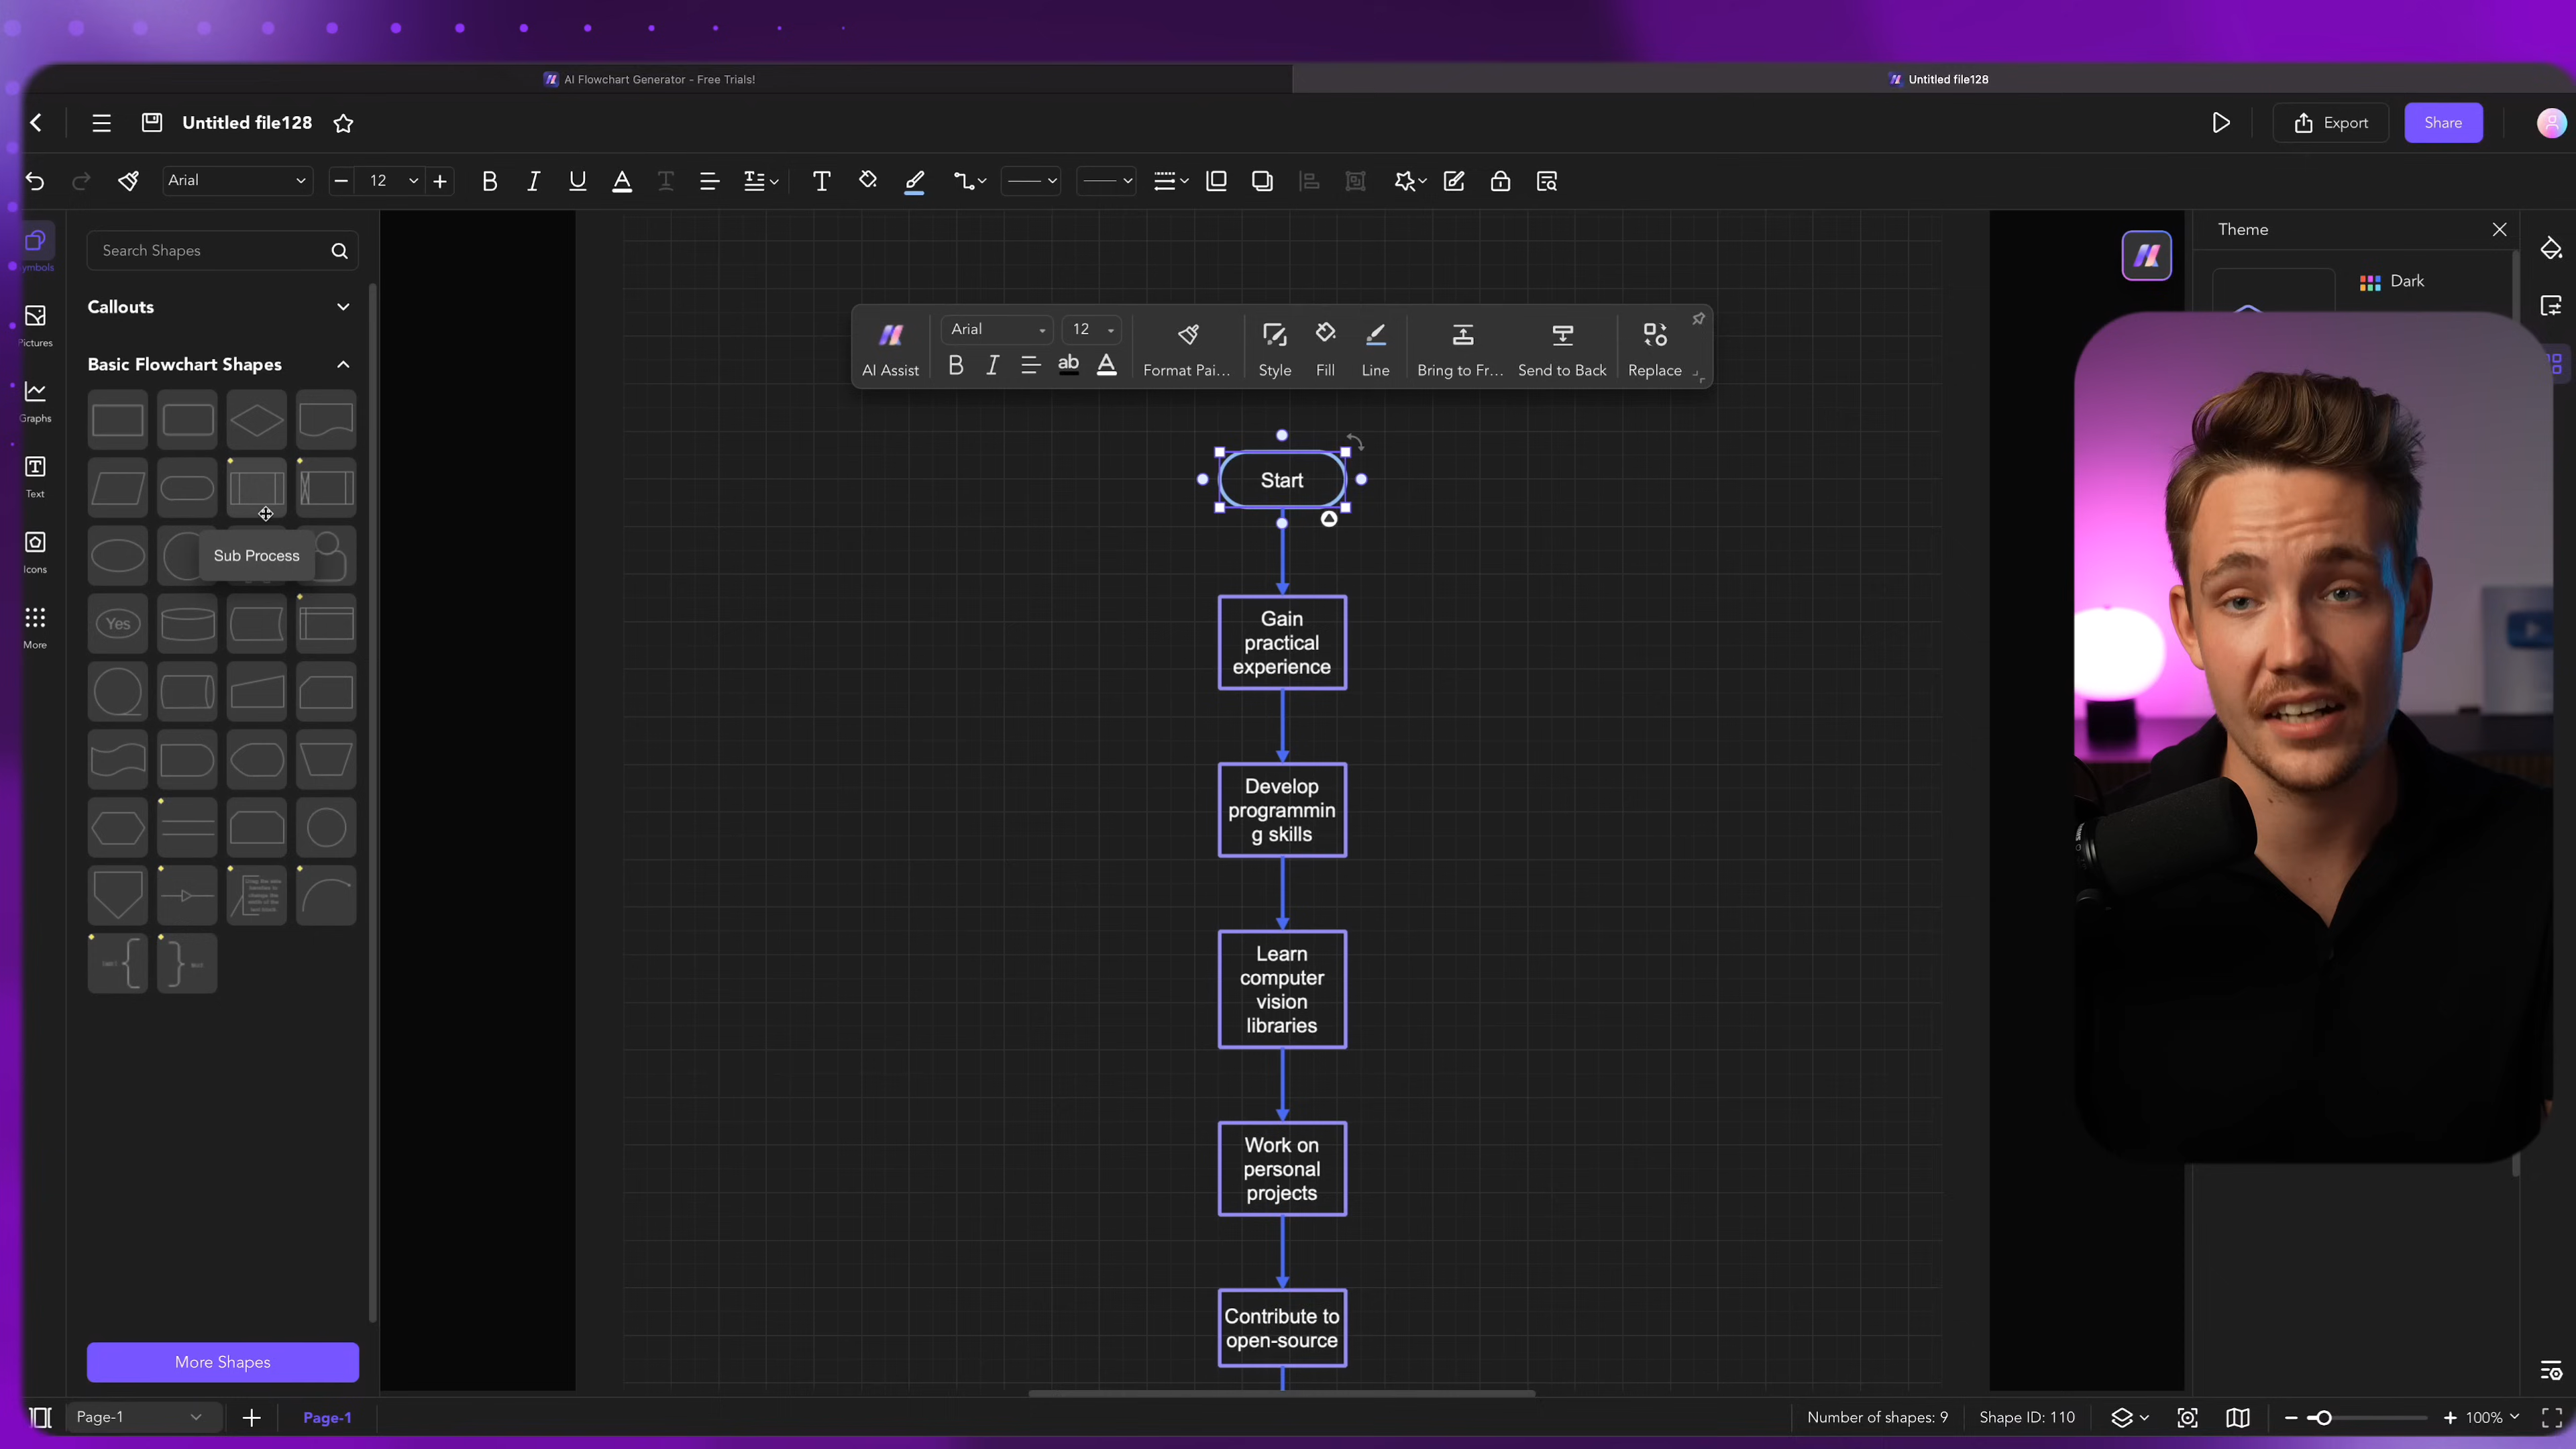 AI Flowchart Generator - Free Trials!
Untitled file128
Untitled file128
Export
Share
Arial
12
Search Shapes
Theme
Dark
ymbols
Callouts
Pictures
Basic Flowchart Shapes
Graphs
Text
Icons
More
Sub Process
Yes
More Shapes
Arial
12
AI Assist
Format Pai...
Style
Fill
Line
Bring to Fr...
Send to Back
Replace
Start
Gain
practical
experience
Develop
programmin
g skills
Learn
computer
vision
libraries
Work on
personal
projects
Contribute to
open-source
Page-1
Page-1
Number of shapes: 9
Shape ID: 110
100%